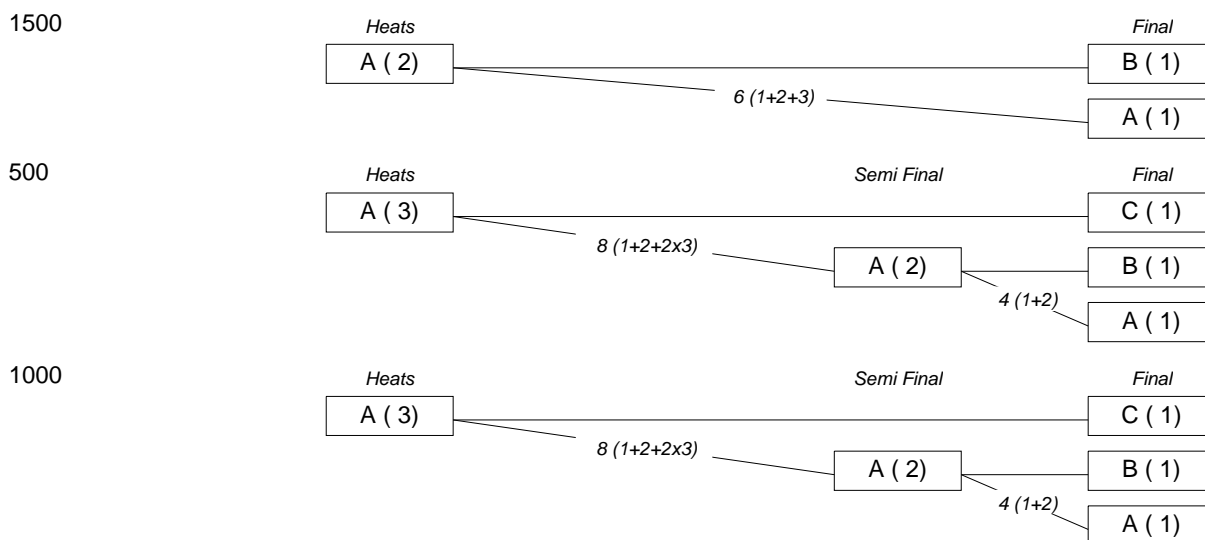 1500
Heats Final
A ( 2) B ( 1)
6 (1+2+3)
A ( 1)
500
Heats Semi Final Final
A ( 3) C ( 1)
8 (1+2+2x3)
A ( 2) B ( 1)
4 (1+2)
A ( 1)
1000
Heats Semi Final Final
A ( 3) C ( 1)
8 (1+2+2x3)
A ( 2) B ( 1)
4 (1+2)
A ( 1)